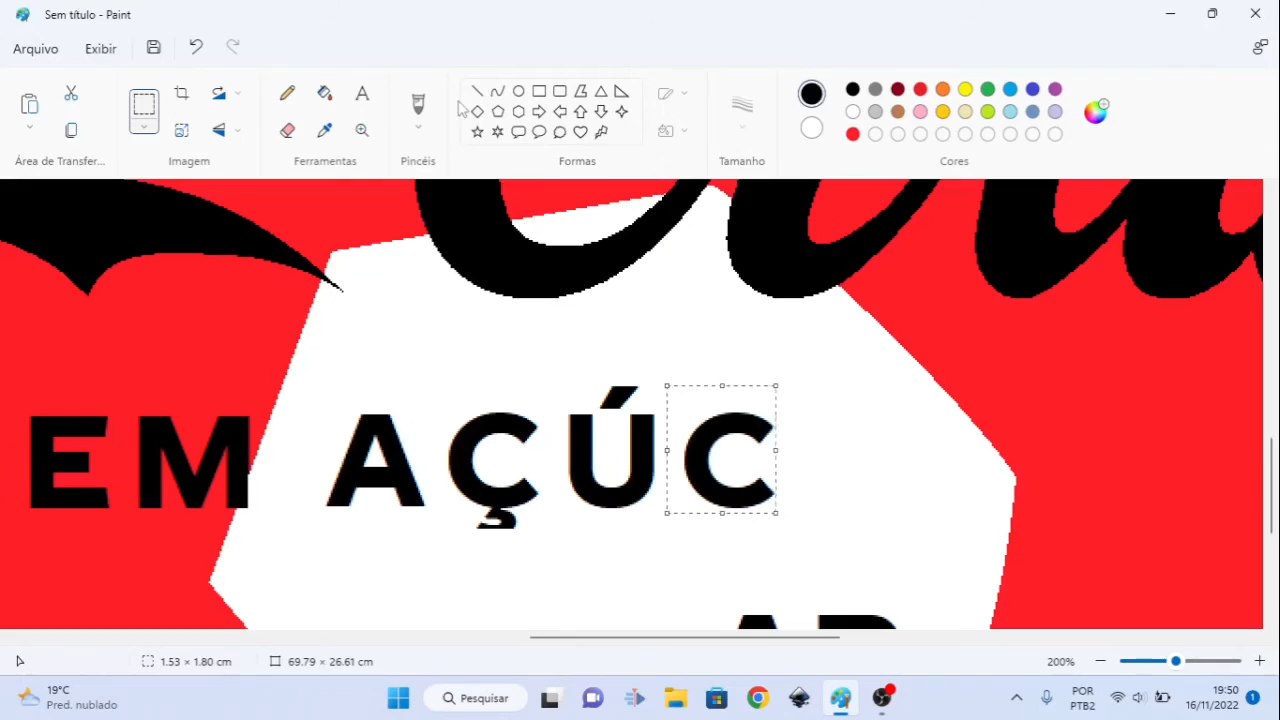 Sem título - Paint
Arquivo Exibir
Área de Transfer... Imagem Ferramentas Pincéis Formas Tamanho Cores
EM AÇÚC
1.53 × 1.80 cm 69.79 × 26.61 cm 200%
19°C
Pred. nublado
Pesquisar
POR
PTB2
19:50
16/11/2022
1